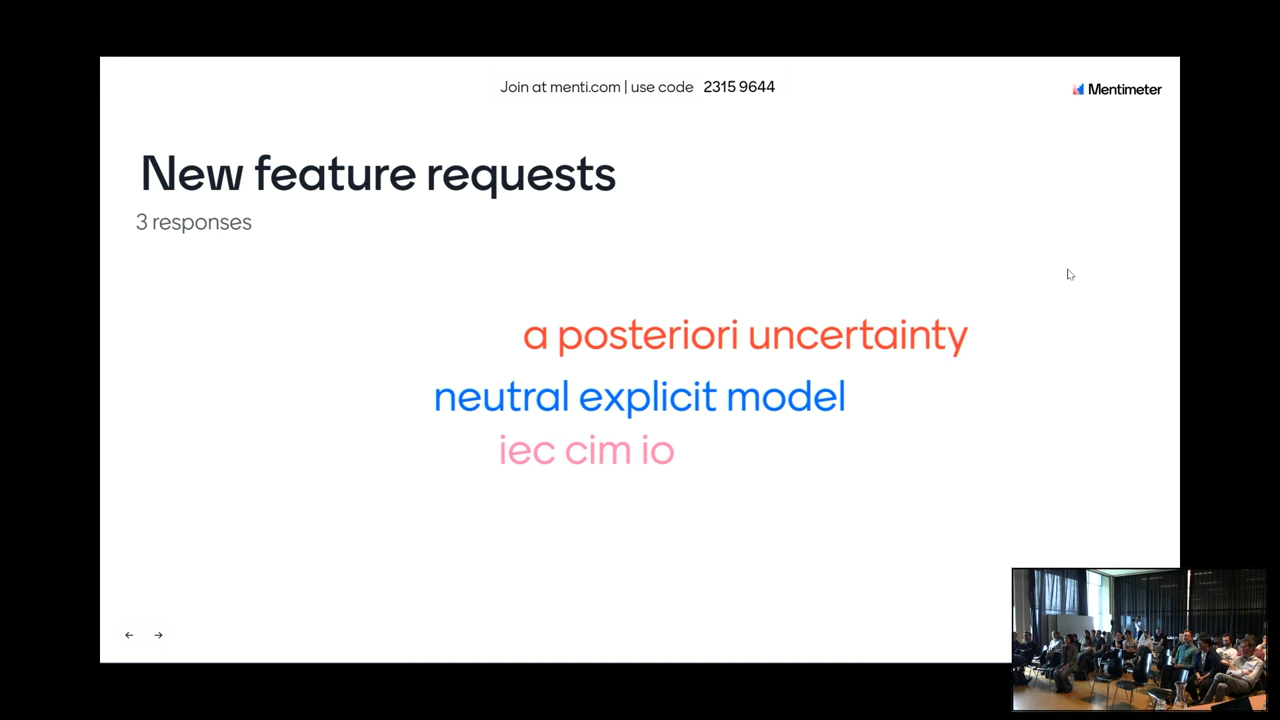 Join at menti.com | use code 2315 9644
Mentimeter
New feature requests
3 responses
a posteriori uncertainty
neutral explicit model
iec cim io